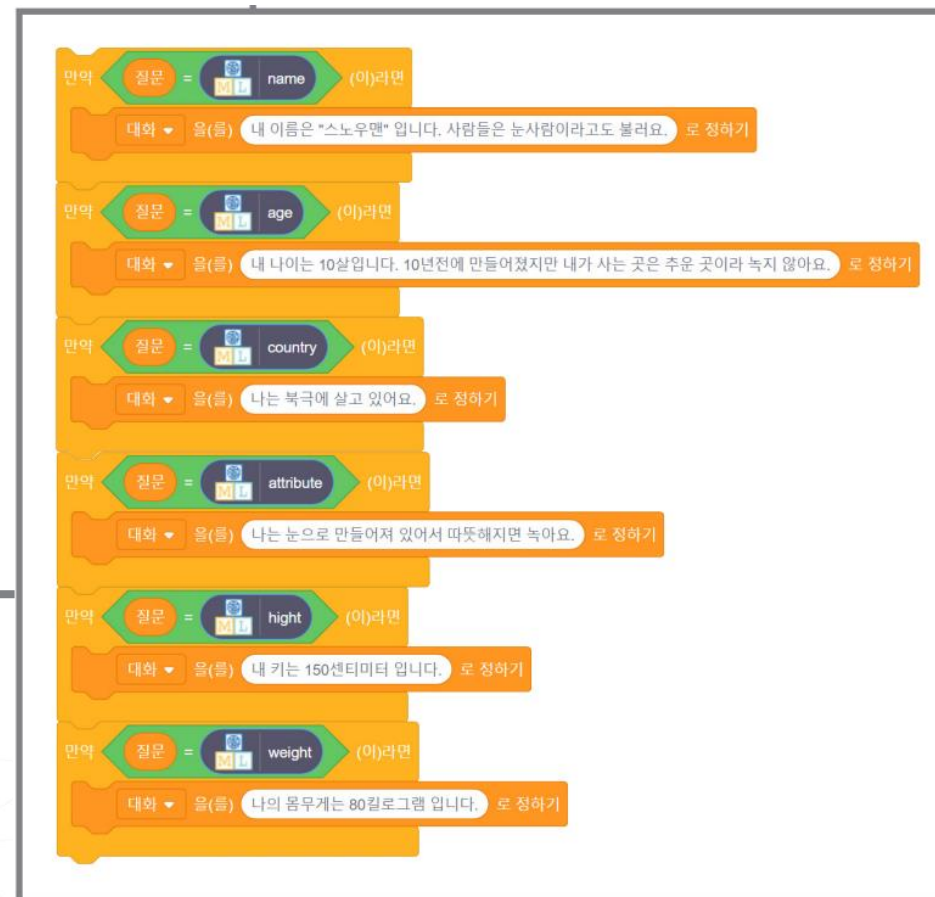 만약 질문 = ML name (이)라면
대화 을(를) 내 이름은 "스노우맨" 입니다. 사람들은 눈사람이라고도 불러요. 로 정하기
만약 질문 = ML age (이)라면
대화 을(를) 내 나이는 10살입니다. 10년전에 만들어졌지만 내가 사는 곳은 추운 곳이라 녹지 않아요. 로 정하기
만약 질문 = ML country (이)라면
대화 을(를) 나는 북극에 살고 있어요. 로 정하기
만약 질문 = ML attribute (이)라면
대화 을(를) 나는 눈으로 만들어져 있어서 따뜻해지면 녹아요. 로 정하기
만약 질문 = ML hight (이)라면
대화 을(를) 내 키는 150센티미터 입니다. 로 정하기
만약 질문 = ML weight (이)라면
대화 을(를) 나의 몸무게는 80킬로그램 입니다. 로 정하기